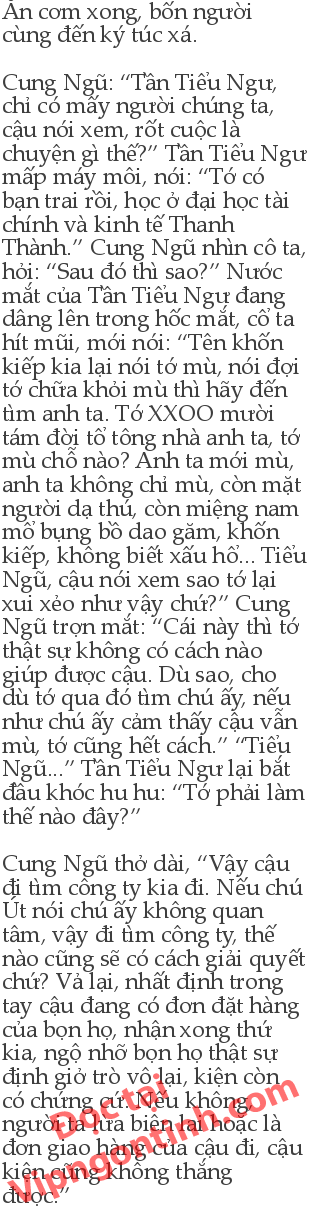 Ăn cơm xong, bốn người
cùng đến ký túc xá.

Cung Ngũ: “Tần Tiểu Ngư,
chỉ có mấy người chúng ta,
cậu nói xem, rốt cuộc là
chuyện gì thế?” Tần Tiểu Ngư
mấp máy môi, nói: “Tớ có
bạn trai rồi, học ở đại học tài
chính và kinh tế Thanh
Thành.” Cung Ngũ nhìn cô ta,
hỏi: “Sau đó thì sao?” Nước
mắt của Tần Tiểu Ngư đang
dâng lên trong hốc mắt, cổ ta
hít mũi, mới nói: “Tên khốn
kiếp kia lại nói tớ mù, nói đợi
tớ chữa khỏi mù thì hãy đến
tìm anh ta. Tớ XXOO mười
tám đời tổ tông nhà anh ta, tớ
mù chỗ nào? Anh ta mới mù,
anh ta không chỉ mù, còn mặt
người dạ thú, còn miệng nam
mô bụng bồ dao găm, khốn
kiếp, không biết xấu hổ... Tiểu
Ngũ, cậu nói xem sao tớ lại
xui xẻo như vậy chứ?” Cung
Ngũ trợn mắt: “Cái này thì tớ
thật sự không có cách nào
giúp được cậu. Dù sao, cho
dù tớ qua đó tìm chú ấy, nếu
như chú ấy cảm thấy cậu vẫn
mù, tớ cũng hết cách.” “Tiểu
Ngũ...” Tần Tiểu Ngư lại bắt
đầu khóc hu hu: “Tớ phải làm
thế nào đây?”

Cung Ngũ thở dài, “Vậy cậu
đi tìm công ty kia đi. Nếu chú
Út nói chú ấy không quan
tâm, vậy đi tìm công ty, thế
nào cũng sẽ có cách giải quyết
chứ? Vả lại, nhất định trong
tay cậu đang có đơn đặt hàng
của bọn họ, nhận xong thứ
kia, ngộ nhỡ bọn họ thật sự
định giở trò vô lại, kiện còn
có chứng cứ. Nếu không,
người ta lừa biên lai hoặc là
đơn giao hàng của cậu đi, cậu
kiện cũng không thắng
được.”
Đọc tại
Vipngontinh.com